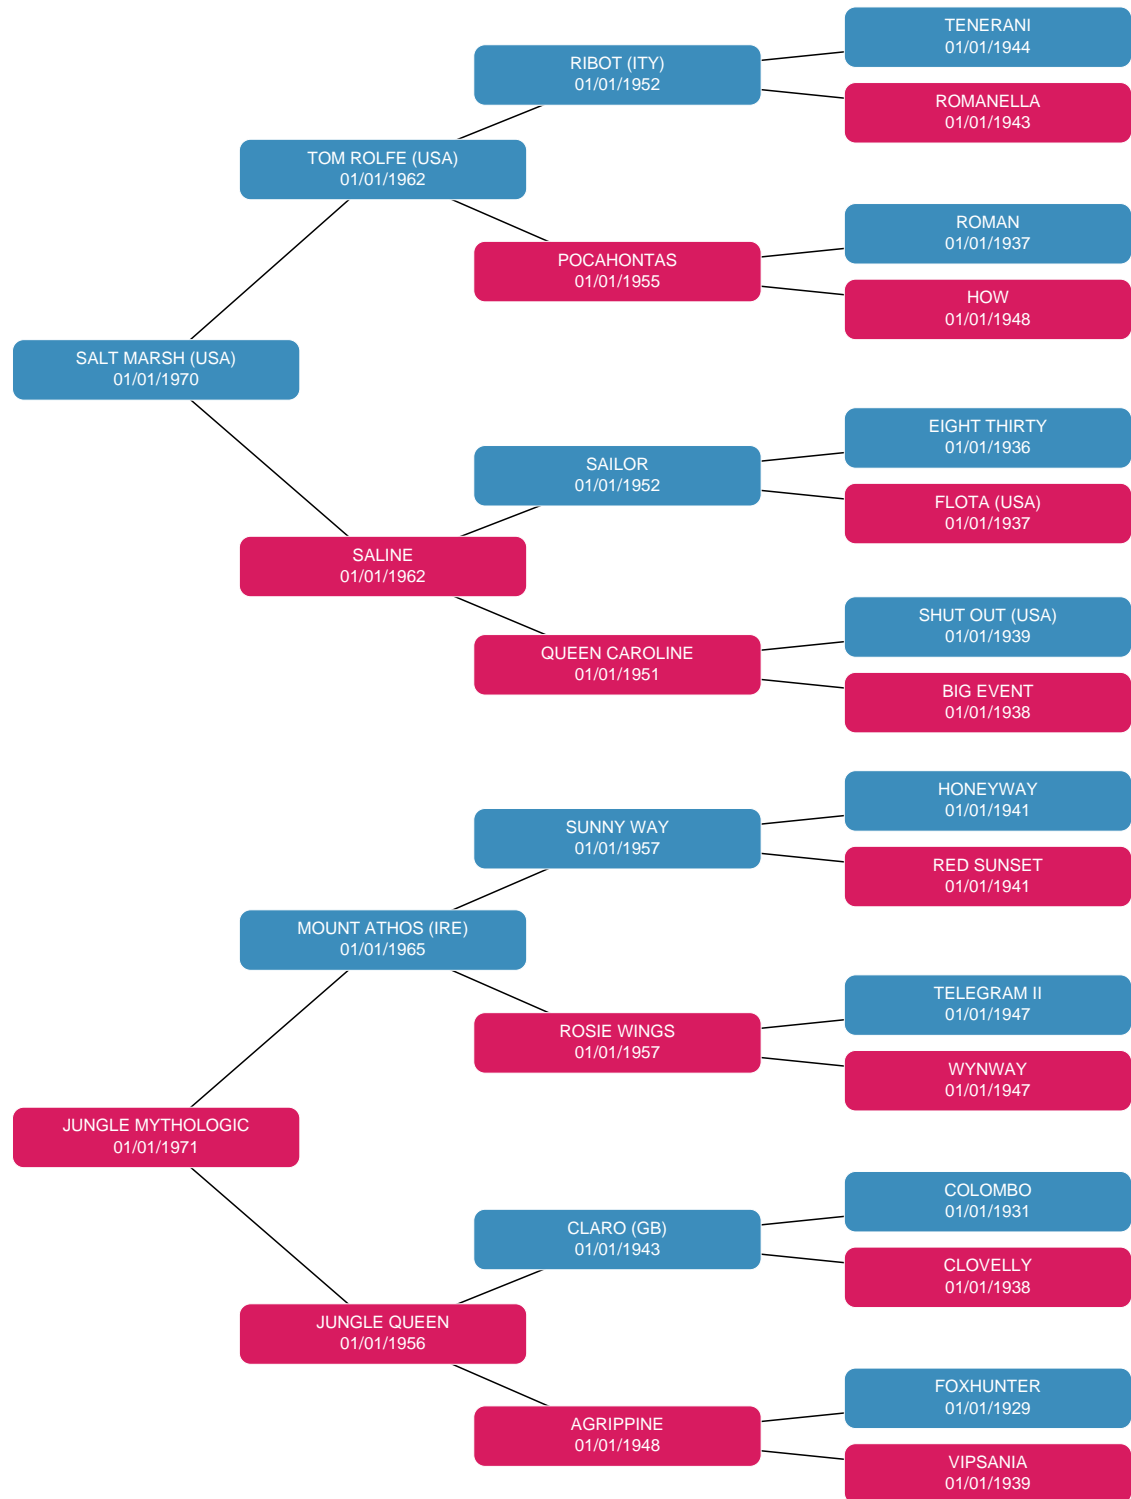 TENERANI
01/01/1944
RIBOT (ITY)
01/01/1952
ROMANELLA
01/01/1943
TOM ROLFE (USA)
01/01/1962
ROMAN
01/01/1937
POCAHONTAS
01/01/1955
HOW
01/01/1948
SALT MARSH (USA)
01/01/1970
EIGHT THIRTY
01/01/1936
SAILOR
01/01/1952
FLOTA (USA)
01/01/1937
SALINE
01/01/1962
SHUT OUT (USA)
01/01/1939
QUEEN CAROLINE
01/01/1951
BIG EVENT
01/01/1938
HONEYWAY
01/01/1941
SUNNY WAY
01/01/1957
RED SUNSET
01/01/1941
MOUNT ATHOS (IRE)
01/01/1965
TELEGRAM II
01/01/1947
ROSIE WINGS
01/01/1957
WYNWAY
01/01/1947
JUNGLE MYTHOLOGIC
01/01/1971
COLOMBO
01/01/1931
CLARO (GB)
01/01/1943
CLOVELLY
01/01/1938
JUNGLE QUEEN
01/01/1956
FOXHUNTER
01/01/1929
AGRIPPINE
01/01/1948
VIPSANIA
01/01/1939